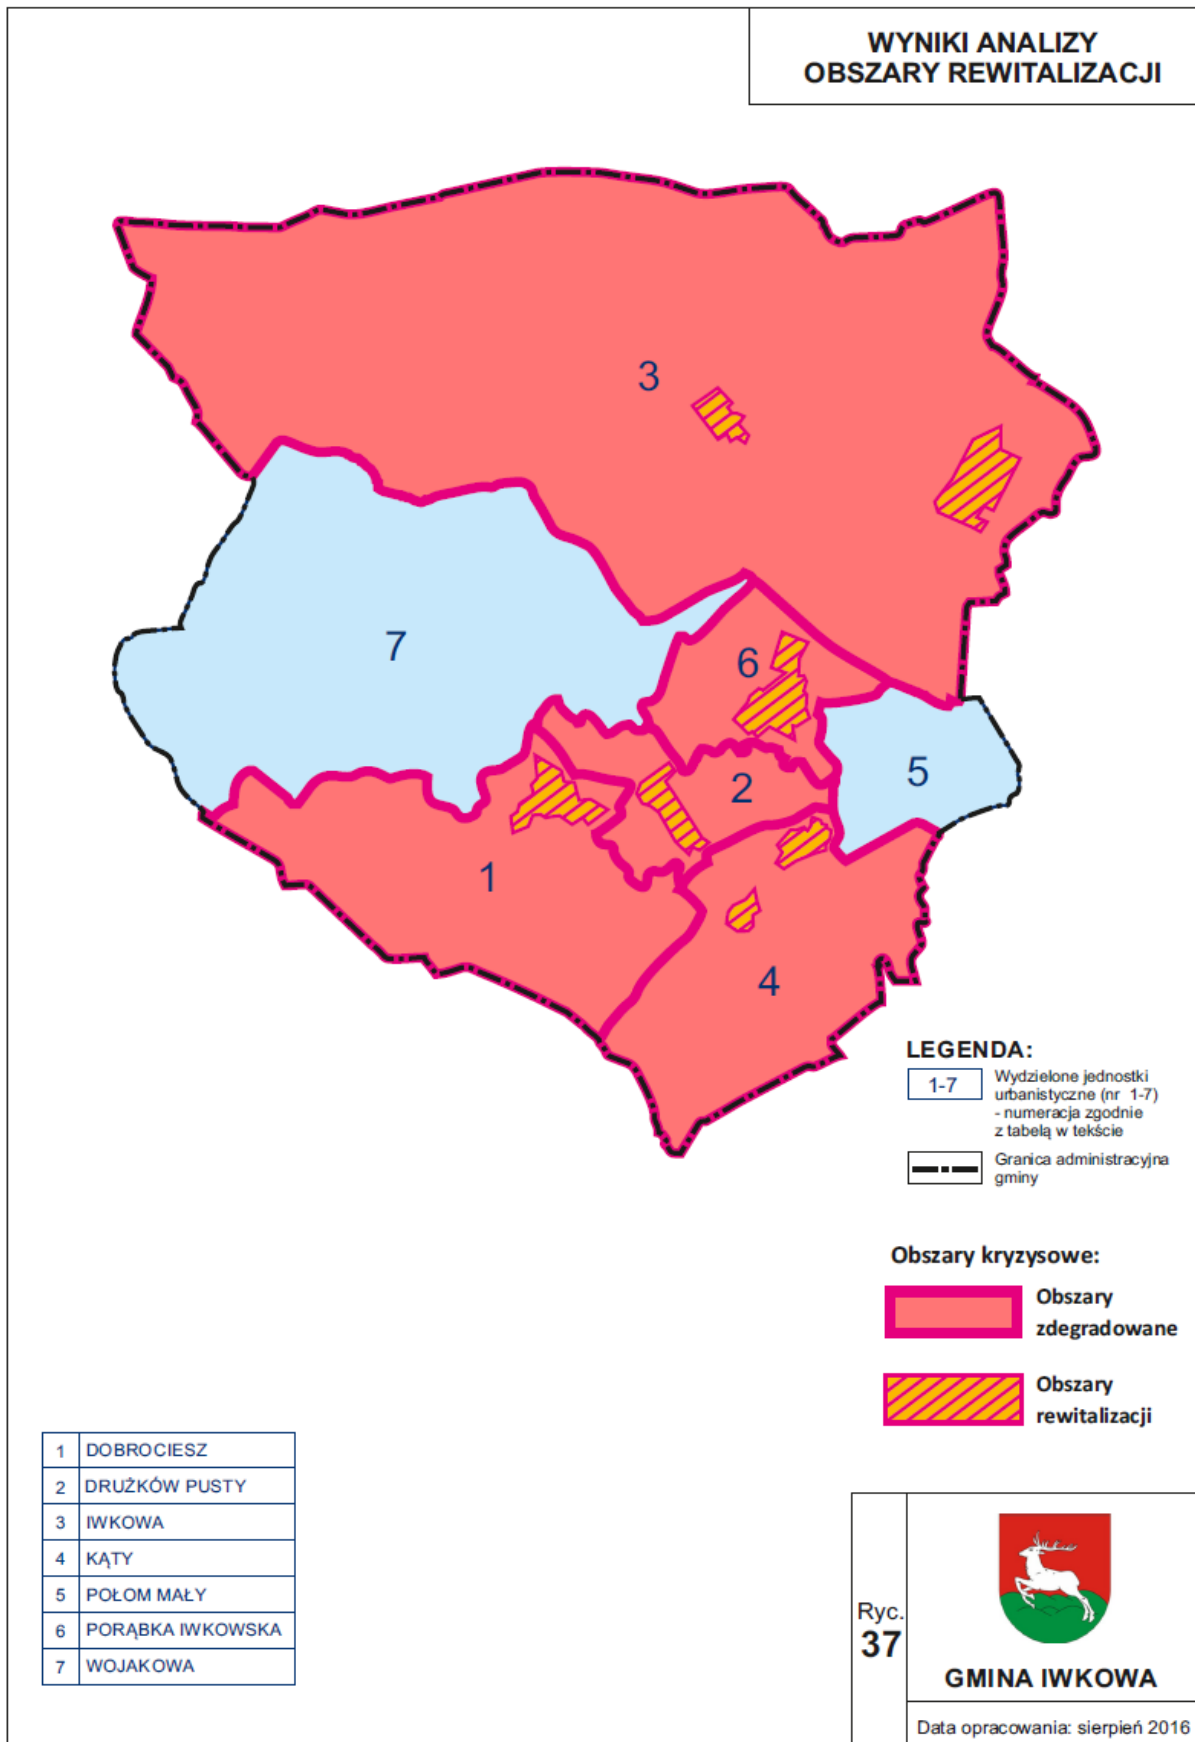 WYNIKI ANALIZY
OBSZARY REWITALIZACJI
3
7
6
5
2
1
4
LEGENDA:
1-7
Wydzielone jednostki
urbanistyczne (nr 1-7)
- numeracja zgodnie
z tabelą w tekście
Granica administracyjna
gminy
Obszary kryzysowe:
Obszary
zdegradowane
Obszary
rewitalizacji
1 DOBROCIESZ
2 DRUŻKÓW PUSTY
3 IWKOWA
4 KĄTY
5 POŁOM MAŁY
6 PORĄBKA IWKOWSKA
7 WOJAKOWA
Ryc.
37
GMINA IWKOWA
Data opracowania: sierpień 2016